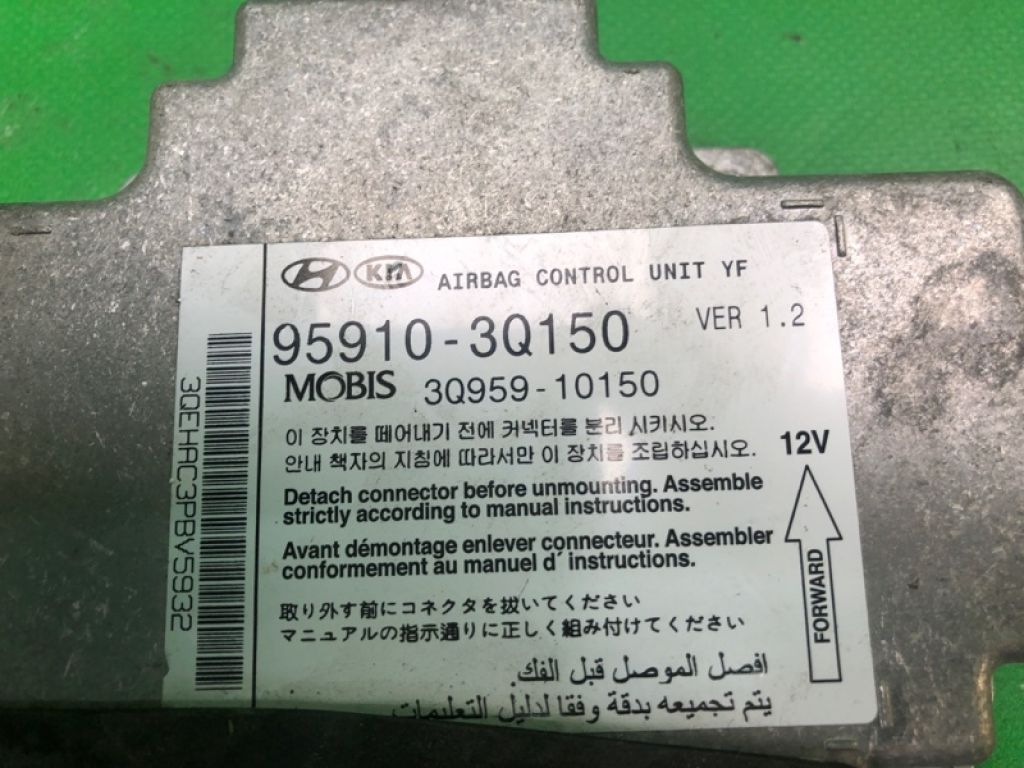 KIA AIRBAG CONTROL UNIT YF
95910-3Q150 VER 1.2
MOBIS 3Q959-10150
이 장치를 떼어내기 전에 커넥터를 분리 시키시오.
안내 책자의 지침에 따라서만 이 장치를 조립하십시오.
12V
Detach connector before unmounting. Assemble
strictly according to manual instructions.
Avant démontage enlever connecteur. Assembler
conformement au manuel d´ instructions.
FORWARD
取り外す前にコネクタを抜いてください
マニュアルの指示通りに正しく組み付けてください
افصل الموصل قبل الفك.
يتم تجميعه بدقة وفقا لدليل التعليمات
3QEHAC3PBV5932